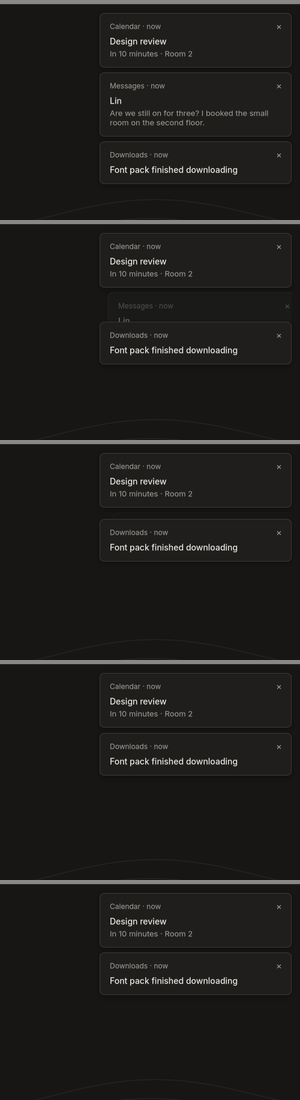 Calendar · now ×
Design review
In 10 minutes · Room 2
Messages · now ×
Lin
Are we still on for three? I booked the small
room on the second floor.
Downloads · now ×
Font pack finished downloading
Calendar · now ×
Design review
In 10 minutes · Room 2
Messages · now ×
Lin
Downloads · now ×
Font pack finished downloading
Calendar · now ×
Design review
In 10 minutes · Room 2
Downloads · now ×
Font pack finished downloading
Calendar · now ×
Design review
In 10 minutes · Room 2
Downloads · now ×
Font pack finished downloading
Calendar · now ×
Design review
In 10 minutes · Room 2
Downloads · now ×
Font pack finished downloading